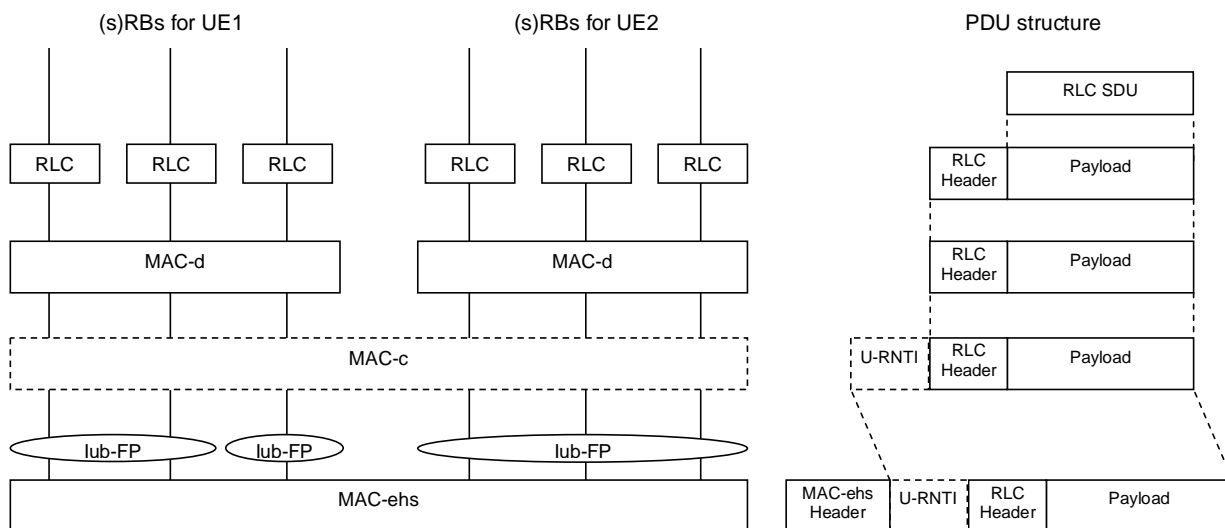 (s)RBs for UE1 (s)RBs for UE2 PDU structure
RLC SDU
RLC RLC RLC RLC RLC RLC RLC Header Payload
MAC-d MAC-d RLC Header Payload
MAC-c U-RNTI RLC Header Payload
Iub-FP Iub-FP Iub-FP
MAC-ehs MAC-ehs Header U-RNTI RLC Header Payload